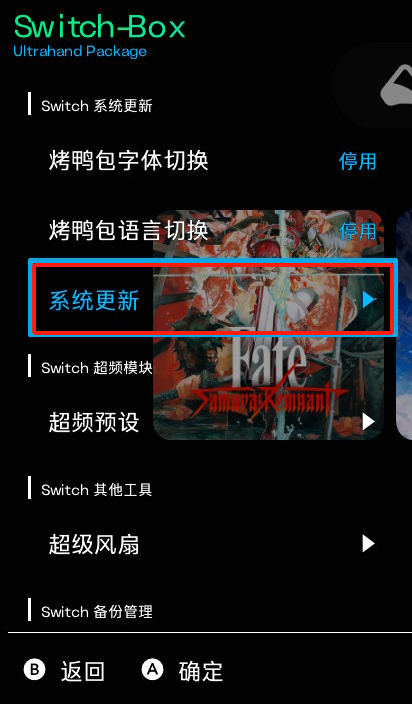 Switch-Box
Ultrahand Package
Switch 系统更新
烤鸭包字体切换 停用
烤鸭包语言切换 停用
系统更新
Switch 超频模块
Fate
Samurai Remnant
超频预设
Switch 其他工具
超级风扇
Switch 备份管理
B 返回 A 确定